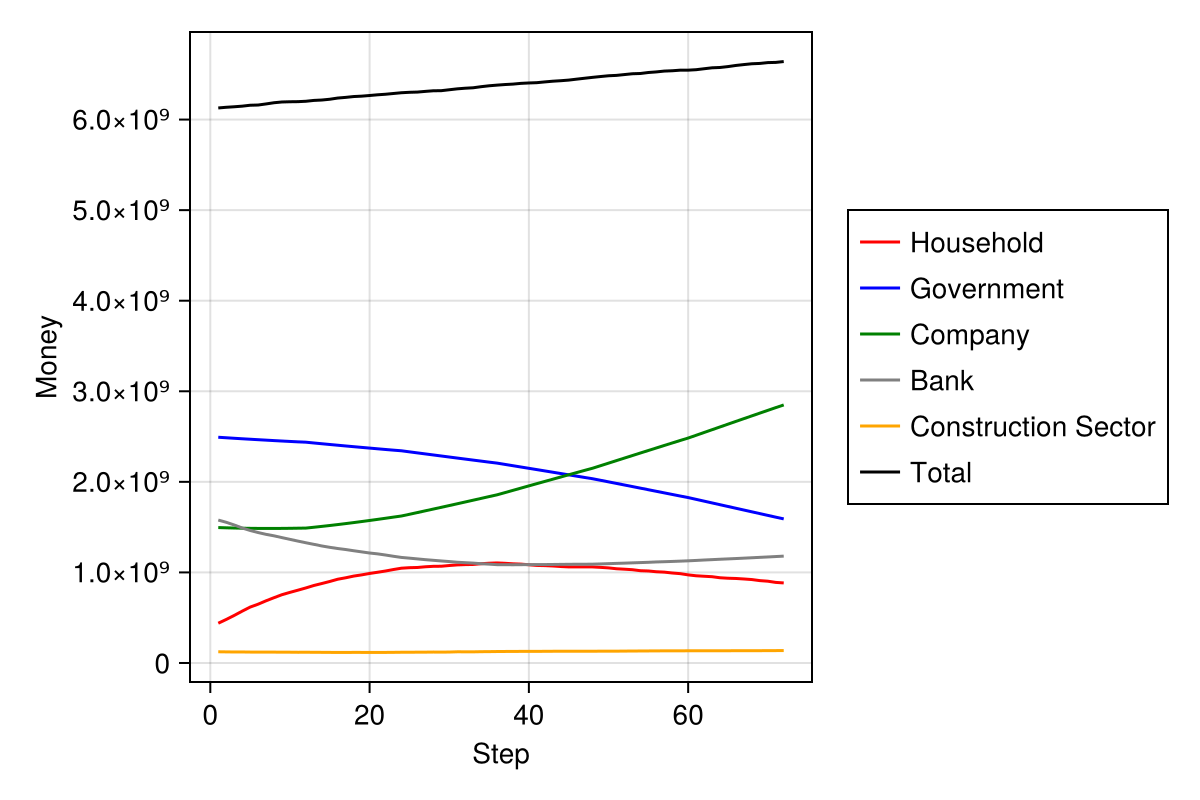 Money
6.0×10⁹
5.0×10⁹
4.0×10⁹
3.0×10⁹
2.0×10⁹
1.0×10⁹
0
0 20 40 60
Step
Household
Government
Company
Bank
Construction Sector
Total